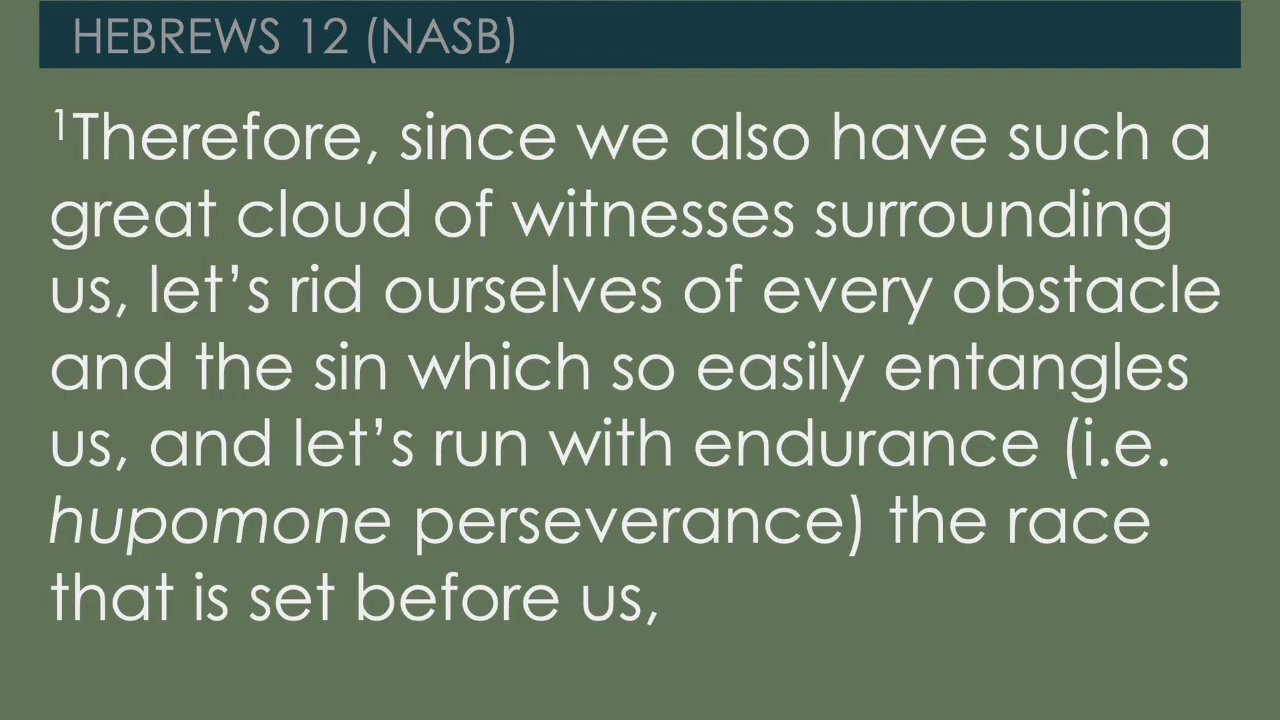 HEBREWS 12 (NASB)
¹Therefore, since we also have such a
great cloud of witnesses surrounding
us, let’s rid ourselves of every obstacle
and the sin which so easily entangles
us, and let’s run with endurance (i.e.
hupomone perseverance) the race
that is set before us,